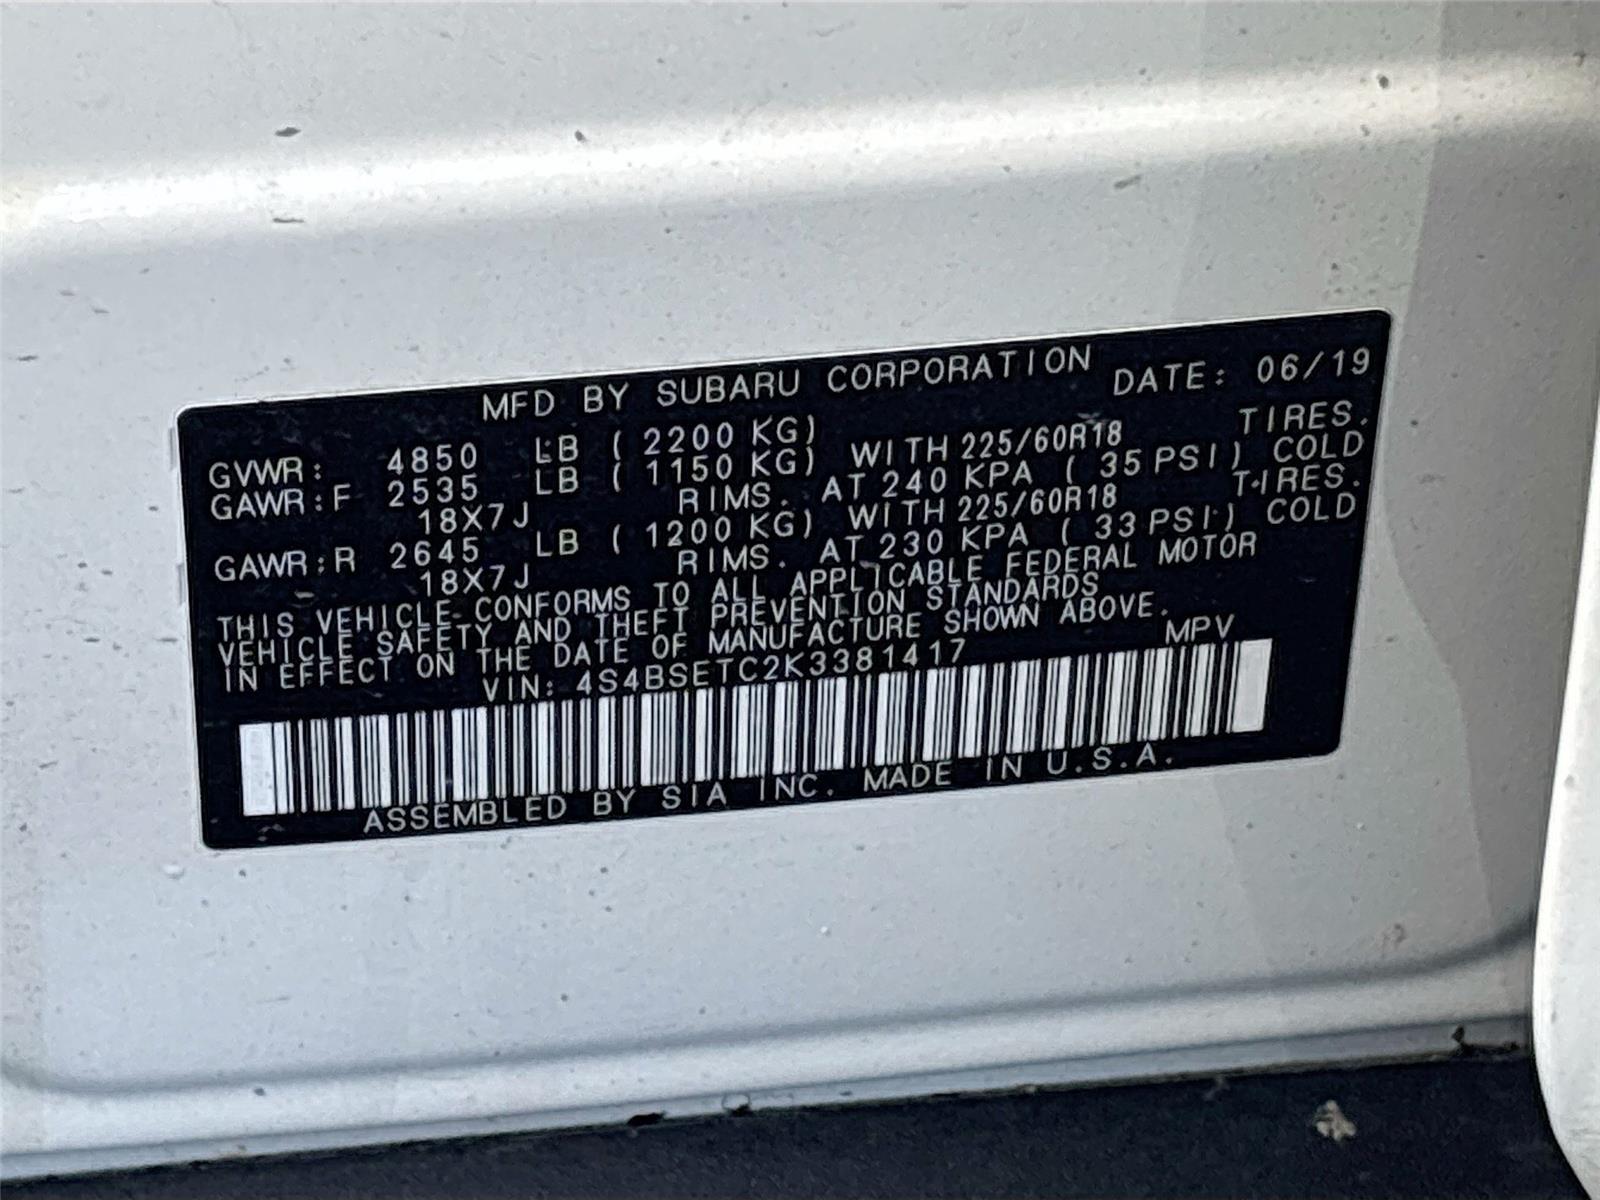 MFD BY SUBARU CORPORATION DATE: 06/19
GVWR: 4850 LB ( 2200 KG)
GAWR:F 2535 LB ( 1150 KG) WITH 225/60R18 TIRES.
18X7J RIMS. AT 240 KPA ( 35 PSI) COLD
GAWR:R 2645 LB ( 1200 KG) WITH 225/60R18 TIRES.
18X7J RIMS. AT 230 KPA ( 33 PSI) COLD
THIS VEHICLE CONFORMS TO ALL APPLICABLE FEDERAL MOTOR
VEHICLE SAFETY AND THEFT PREVENTION STANDARDS
IN EFFECT ON THE DATE OF MANUFACTURE SHOWN ABOVE.
VIN: 4S4BSETC2K3381417 MPV
ASSEMBLED BY SIA INC. MADE IN U.S.A.